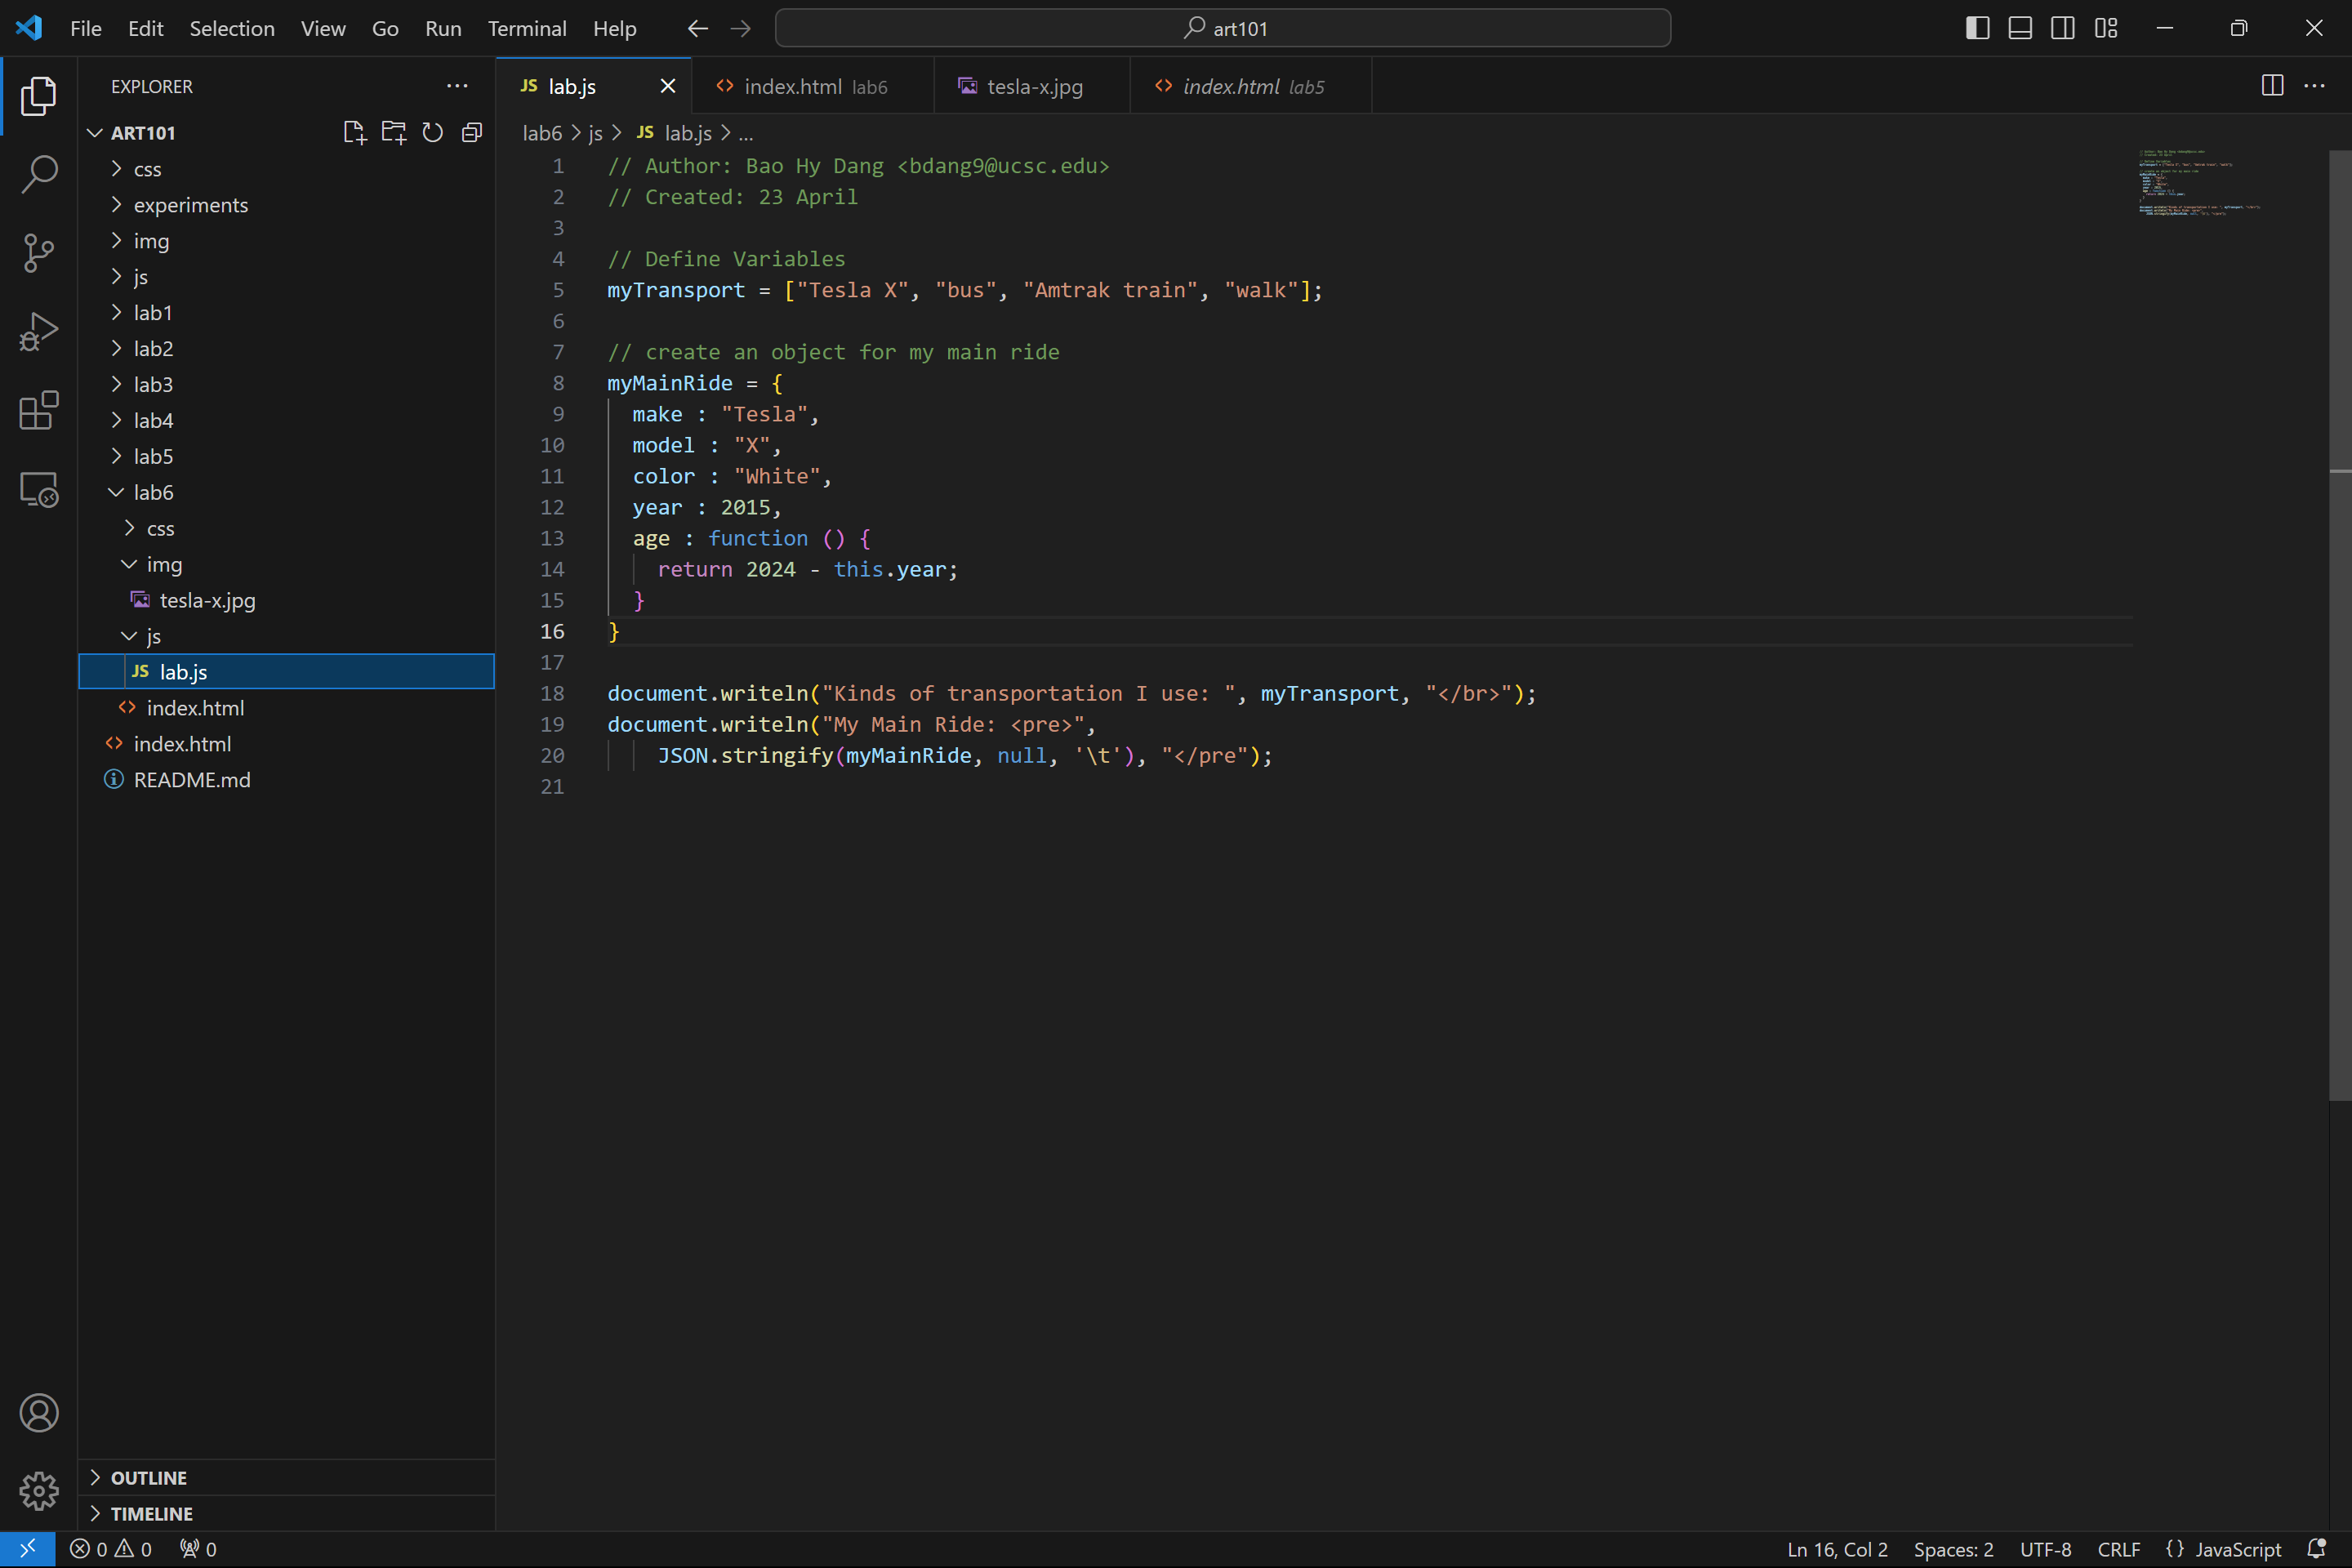 File Edit Selection View Go Run Terminal Help art101
EXPLORER
ART101
css
experiments
img
js
lab1
lab2
lab3
lab4
lab5
lab6
css
img
tesla-x.jpg
js
JS lab.js
index.html
index.html
README.md
OUTLINE
TIMELINE
JS lab.js index.html lab6 tesla-x.jpg index.html lab5
lab6 > js > JS lab.js > ...
1 // Author: Bao Hy Dang <bdang9@ucsc.edu>
2 // Created: 23 April
3
4 // Define Variables
5 myTransport = ["Tesla X", "bus", "Amtrak train", "walk"];
6
7 // create an object for my main ride
8 myMainRide = {
9 make : "Tesla",
10 model : "X",
11 color : "White",
12 year : 2015,
13 age : function () {
14 return 2024 - this.year;
15 }
16 }
17
18 document.writeln("Kinds of transportation I use: ", myTransport, "</br>");
19 document.writeln("My Main Ride: <pre>",
20 JSON.stringify(myMainRide, null, '\t'), "</pre");
21
0 0 0 Ln 16, Col 2 Spaces: 2 UTF-8 CRLF {} JavaScript